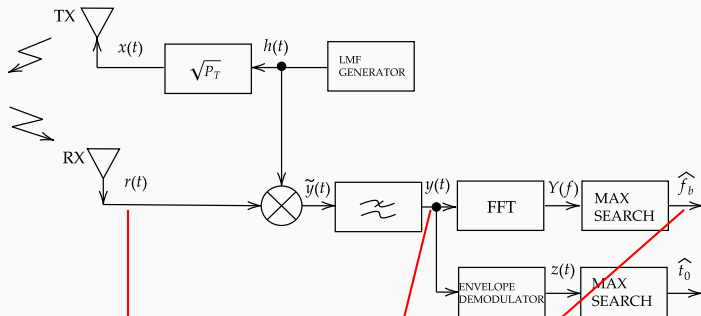 TX
x(t)
√P_T
h(t)
LMF
GENERATOR
RX
r(t)
ỹ(t)
y(t)
FFT
Y(f)
MAX
SEARCH
f̂_b
ENVELOPE
DEMODULATOR
z(t)
MAX
SEARCH
t̂_0